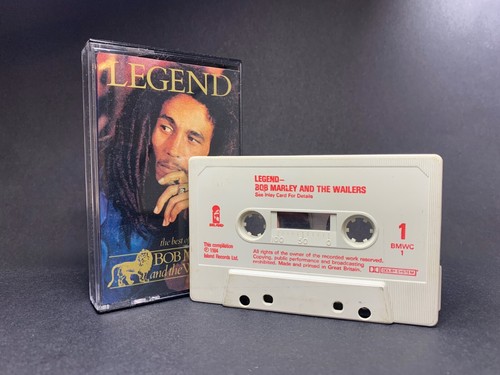 LEGEND
the best
BOB M
and the W
LEGEND–
BOB MARLEY AND THE WAILERS
See Inlay Card For Details
This compilation
℗ 1984
Island Records Ltd.
1
BMWC
1
All rights of the owner of the recorded work reserved.
Copying, public performance and broadcasting
prohibited. Made and printed in Great Britain.
DOLBY SYSTEM